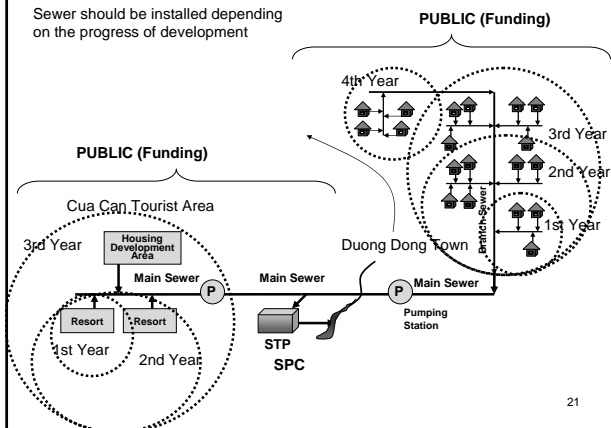 Sewer should be installed depending
on the progress of development
PUBLIC (Funding)
4th Year
3rd Year
2nd Year
1st Year
Branch Sewer
PUBLIC (Funding)
Cua Can Tourist Area
3rd Year
Housing
Development
Area
Duong Dong Town
Main Sewer
P
Main Sewer
P
Main Sewer
Pumping
Station
Resort
Resort
1st Year
2nd Year
STP
SPC
21